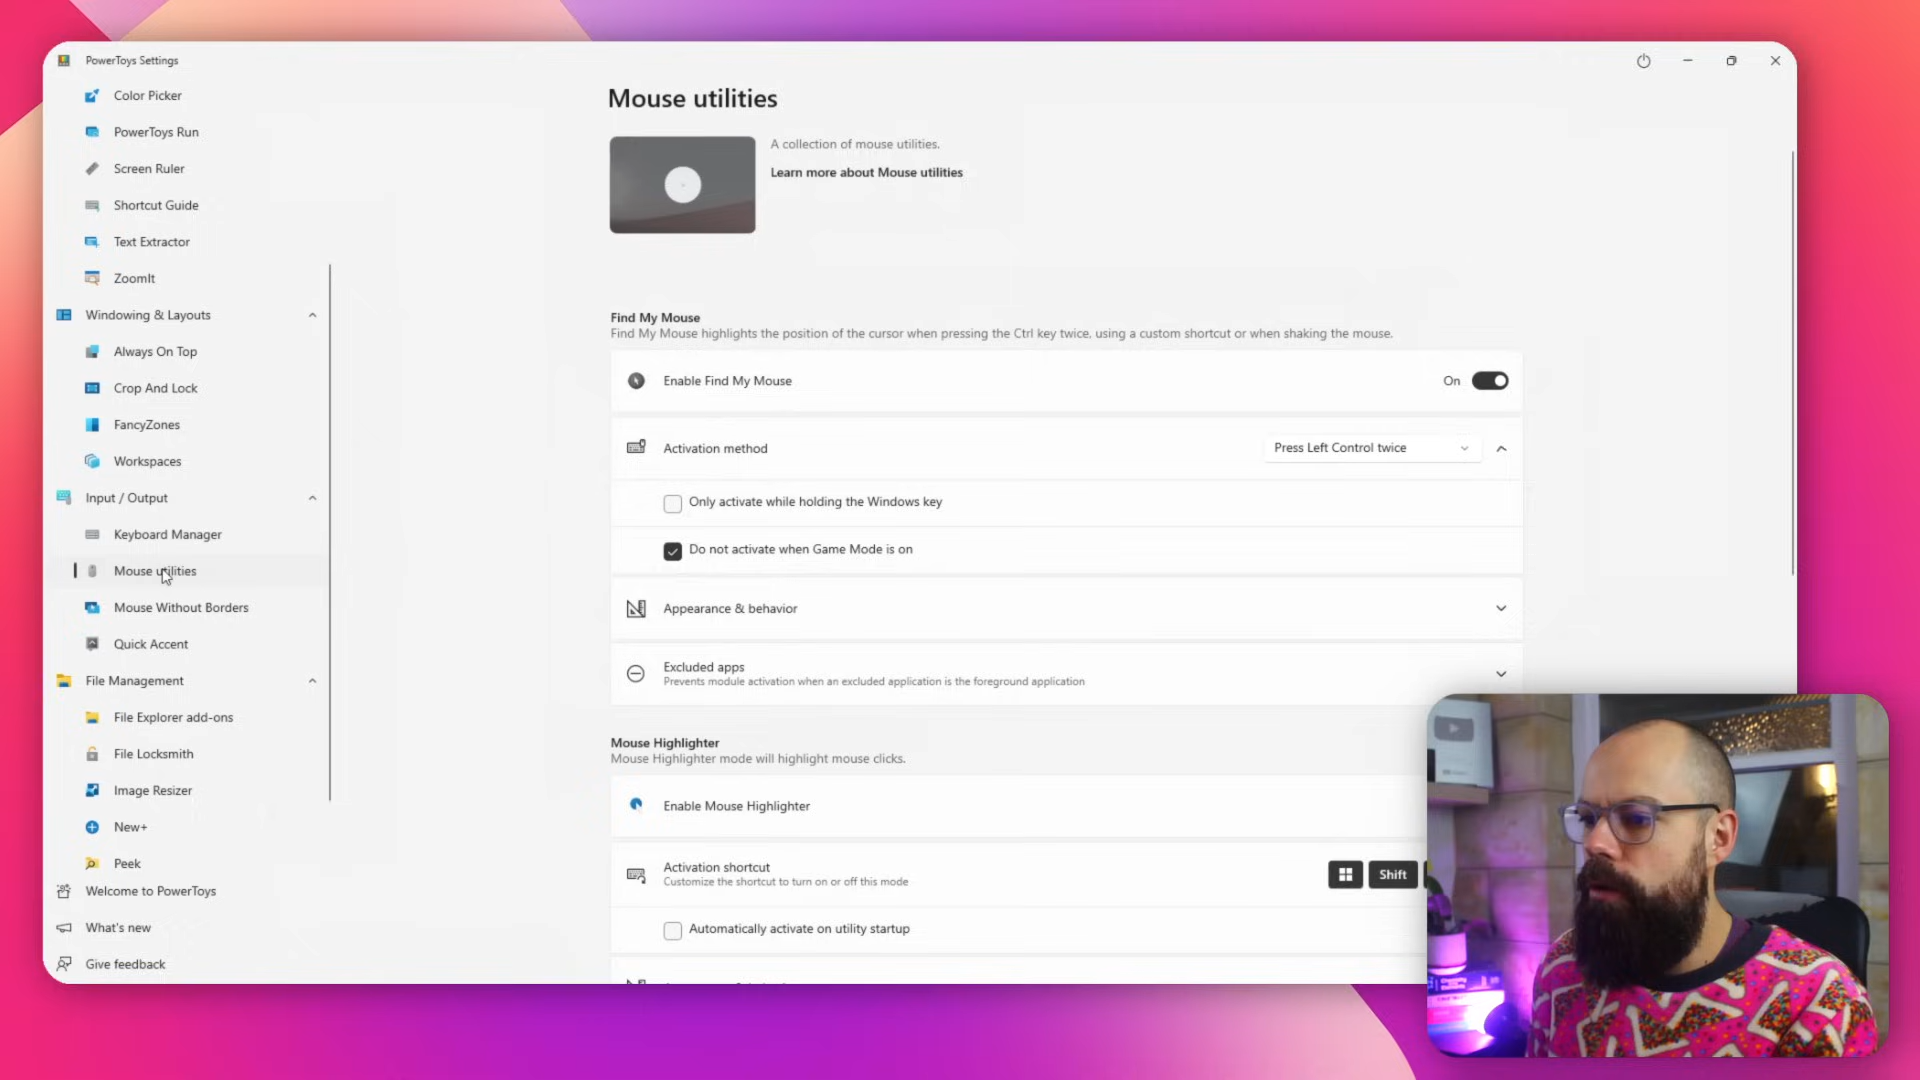 PowerToys Settings
Color Picker
PowerToys Run
Screen Ruler
Shortcut Guide
Text Extractor
ZoomIt
Windowing & Layouts
Always On Top
Crop And Lock
FancyZones
Workspaces
Input / Output
Keyboard Manager
Mouse utilities
Mouse Without Borders
Quick Accent
File Management
File Explorer add-ons
File Locksmith
Image Resizer
New+
Peek
Welcome to PowerToys
What's new
Give feedback
Mouse utilities
A collection of mouse utilities.
Learn more about Mouse utilities
Find My Mouse
Find My Mouse highlights the position of the cursor when pressing the Ctrl key twice, using a custom shortcut or when shaking the mouse.
Enable Find My Mouse
On
Activation method
Press Left Control twice
Only activate while holding the Windows key
Do not activate when Game Mode is on
Appearance & behavior
Excluded apps
Prevents module activation when an excluded application is the foreground application
Mouse Highlighter
Mouse Highlighter mode will highlight mouse clicks.
Enable Mouse Highlighter
Activation shortcut
Customize the shortcut to turn on or off this mode
Shift
Automatically activate on utility startup